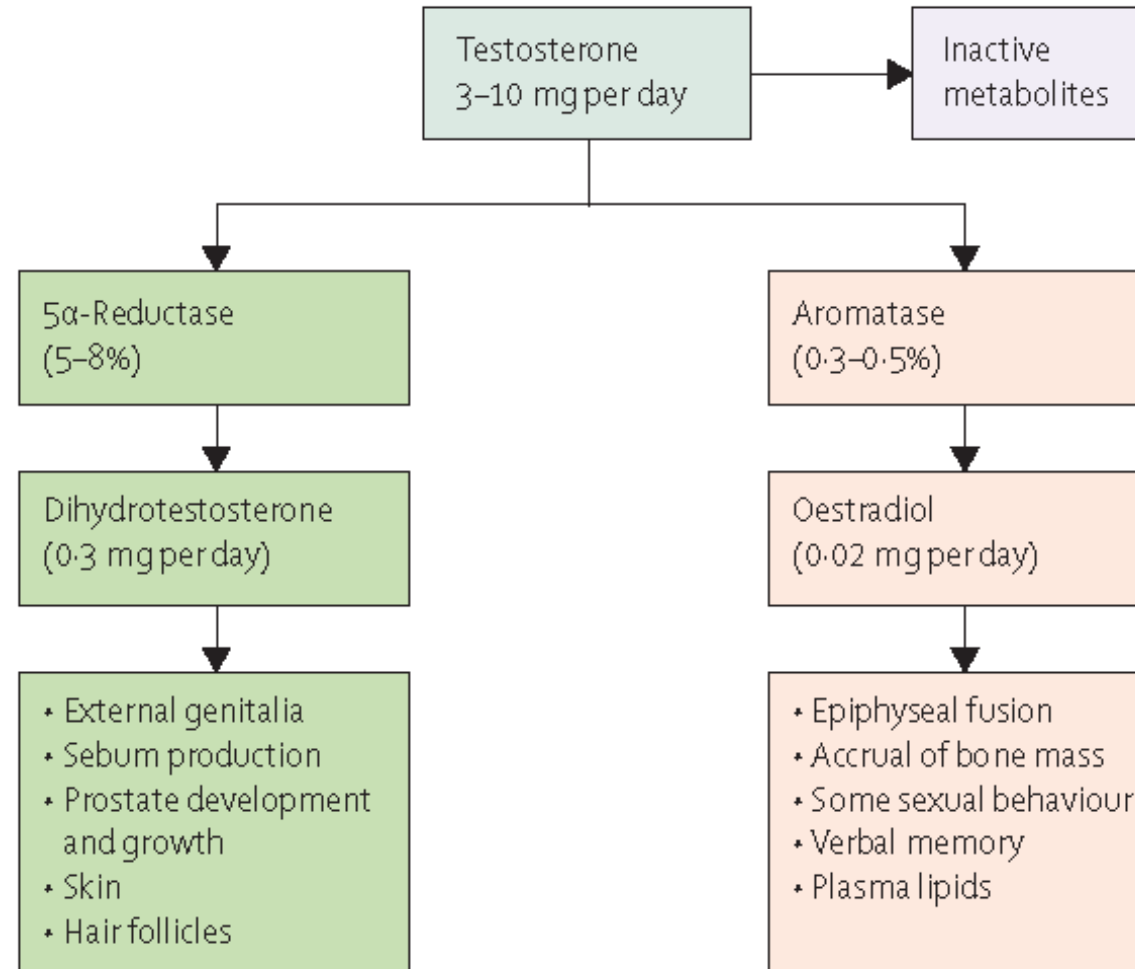 Testosterone
3–10 mg per day
Inactive
metabolites
5α-Reductase
(5–8%)
Aromatase
(0·3–0·5%)
Dihydrotestosterone
(0·3 mg per day)
Oestradiol
(0·02 mg per day)
• External genitalia
• Sebum production
• Prostate development
and growth
• Skin
• Hair follicles
• Epiphyseal fusion
• Accrual of bone mass
• Some sexual behaviour
• Verbal memory
• Plasma lipids